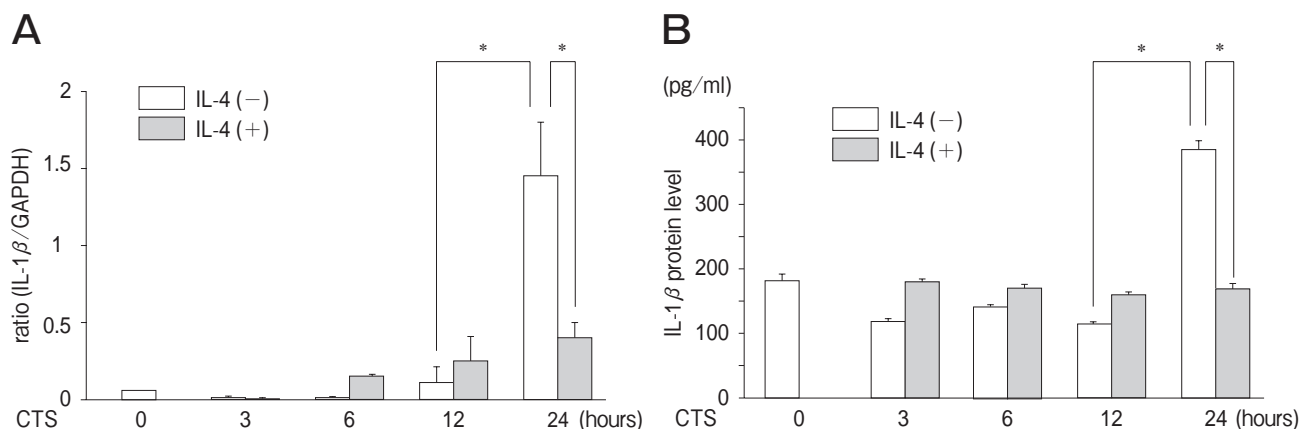 A
ratio (IL-1β/GAPDH)
2
1.5
1
0.5
0
IL-4 (−)
IL-4 (+)
*
*
CTS 0 3 6 12 24 (hours)
B
(pg/ml)
IL-1β protein level
400
300
200
100
0
IL-4 (−)
IL-4 (+)
*
*
CTS 0 3 6 12 24 (hours)